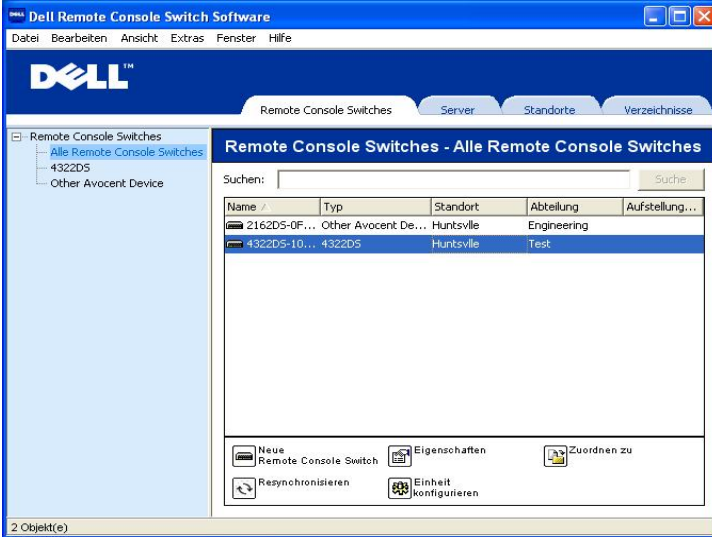 Dell Remote Console Switch Software
Datei Bearbeiten Ansicht Extras Fenster Hilfe
DELL™
Remote Console Switches Server Standorte Verzeichnisse
Remote Console Switches
Alle Remote Console Switches
4322DS
Other Avocent Device
Remote Console Switches - Alle Remote Console Switches
Suchen: Suche
Name Typ Standort Abteilung Aufstellung...
2162DS-0F... Other Avocent De... Huntsvlle Engineering
4322DS-10... 4322DS Huntsvlle Test
Neue
Remote Console Switch
Eigenschaften
Zuordnen zu
Resynchronisieren
Einheit
konfigurieren
2 Objekt(e)